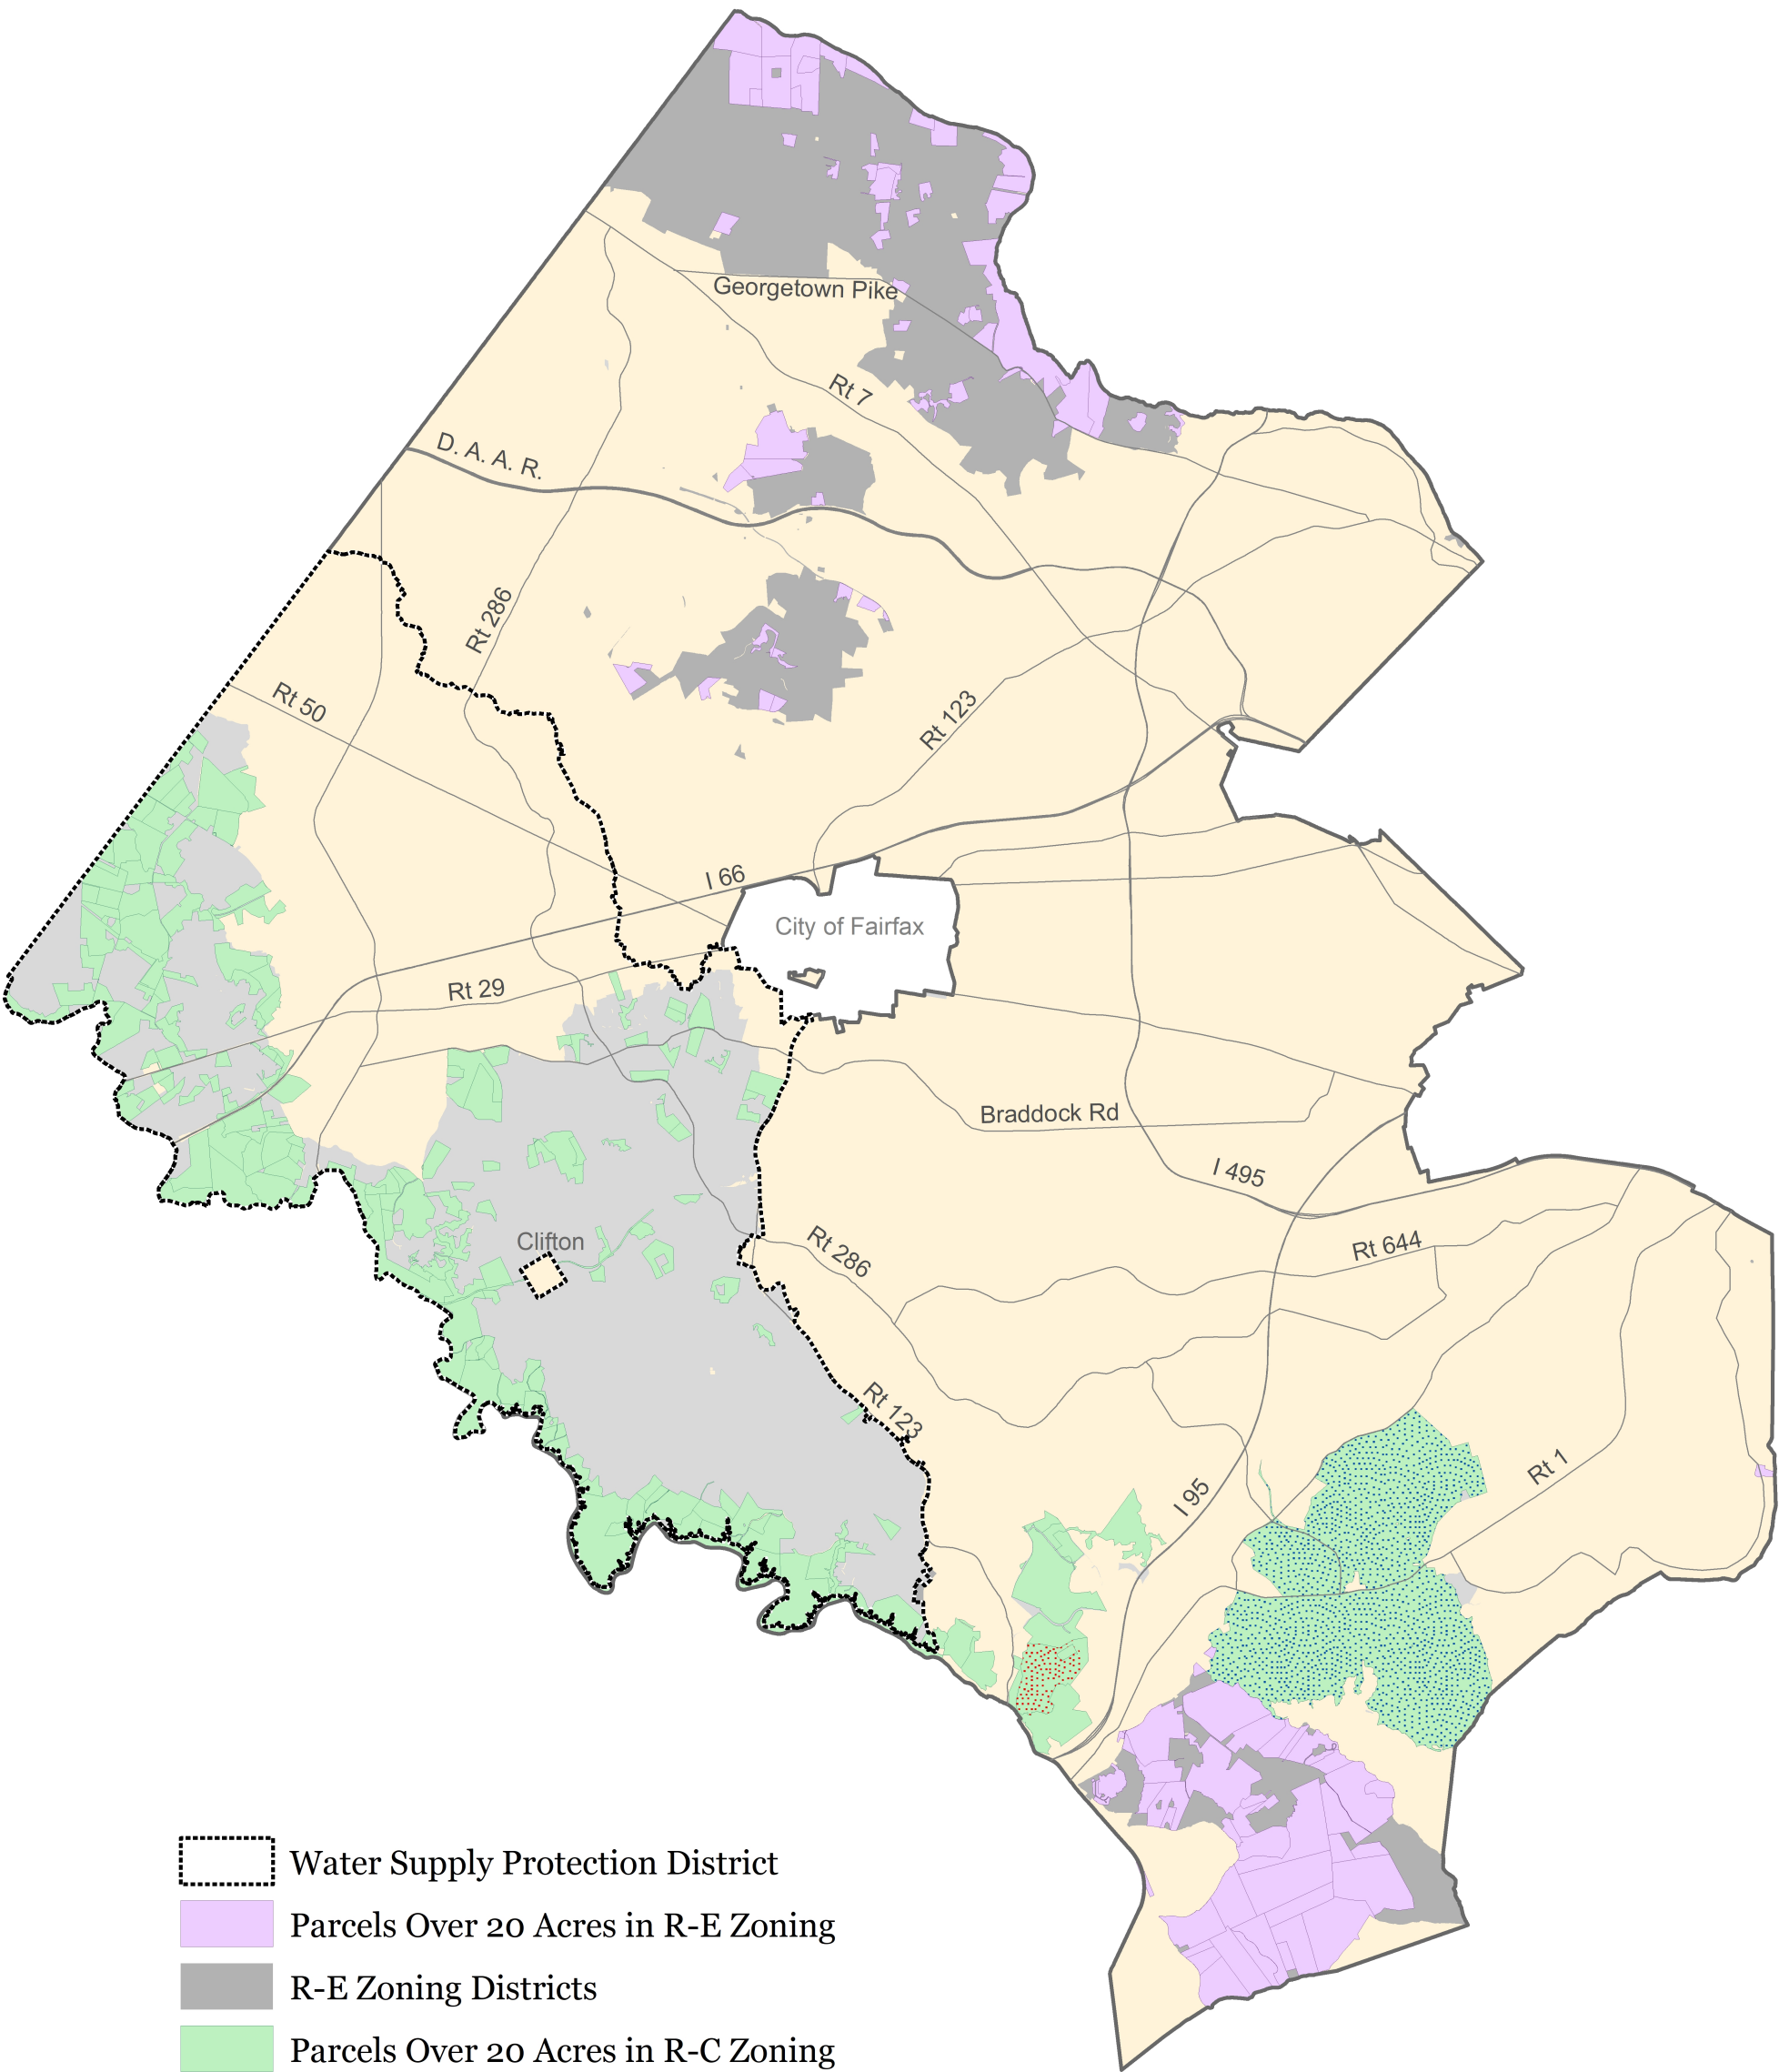 Georgetown Pike
Rt 7
D. A. A. R.
Rt 286
Rt 50
Rt 123
I 66
City of Fairfax
Rt 29
Braddock Rd
I 495
Clifton
Rt 286
Rt 644
Rt 123
Rt 1
I 95
Water Supply Protection District
Parcels Over 20 Acres in R-E Zoning
R-E Zoning Districts
Parcels Over 20 Acres in R-C Zoning